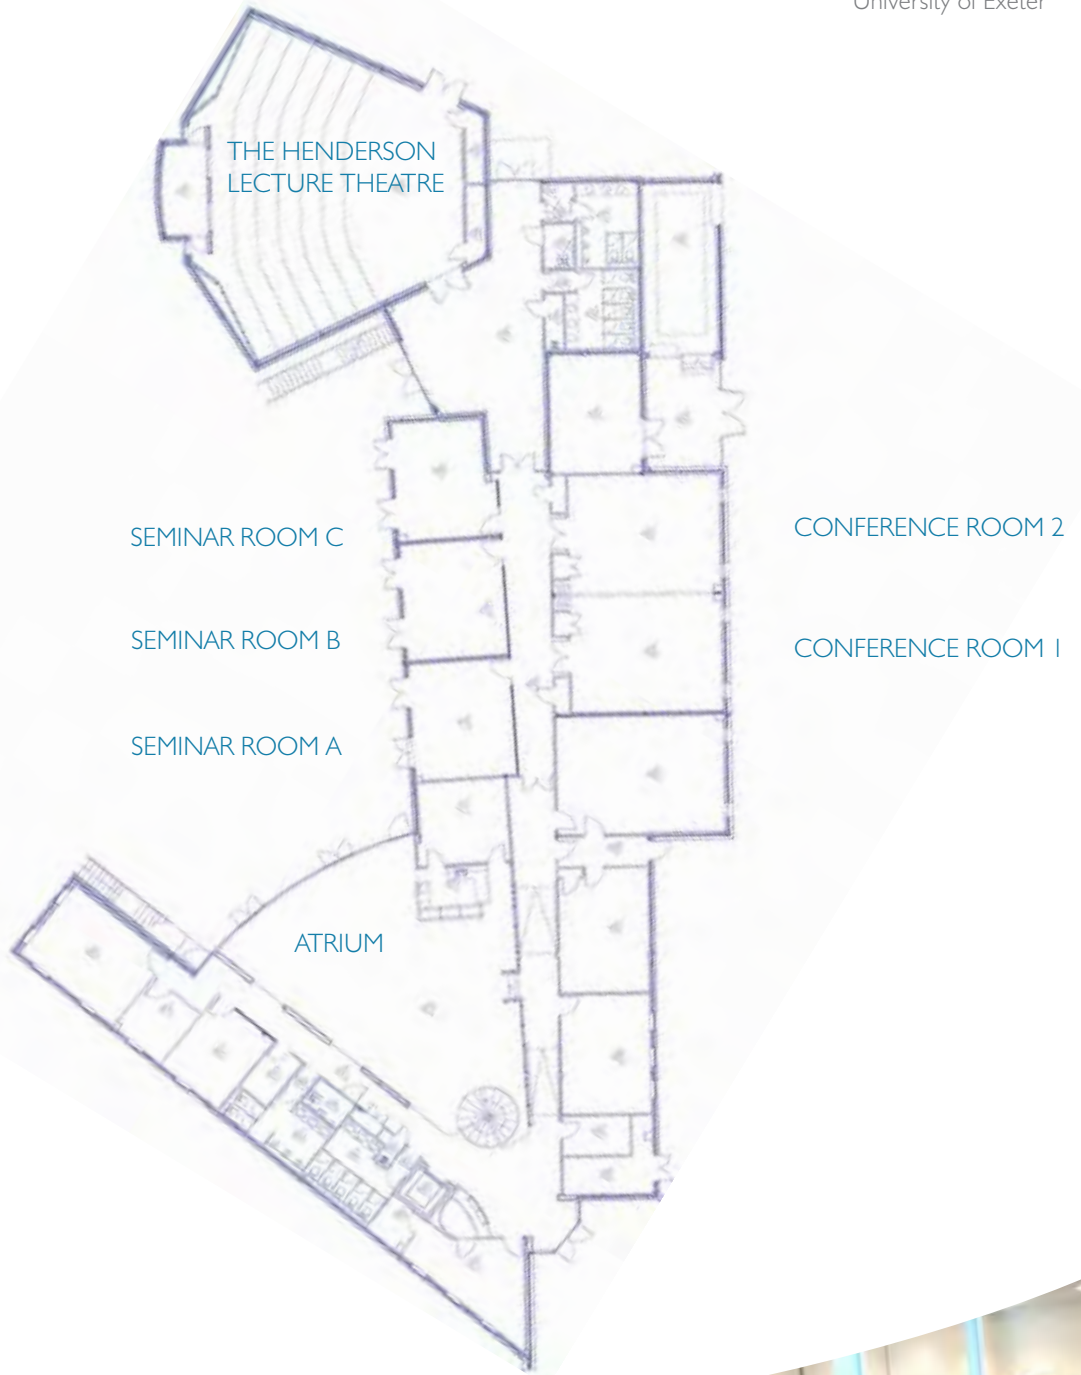 University of Exeter
THE HENDERSON
LECTURE THEATRE
SEMINAR ROOM C
CONFERENCE ROOM 2
SEMINAR ROOM B
CONFERENCE ROOM 1
SEMINAR ROOM A
ATRIUM